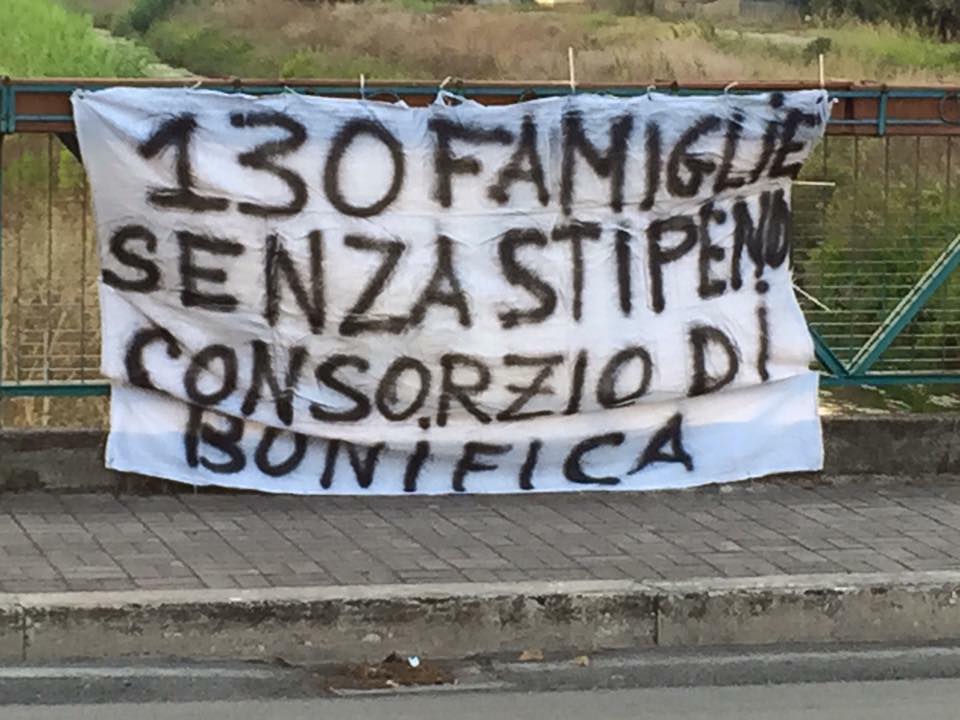 130 FAMIGLIE
SENZA STIPENDI
CONSORZIO DI
BONIFICA